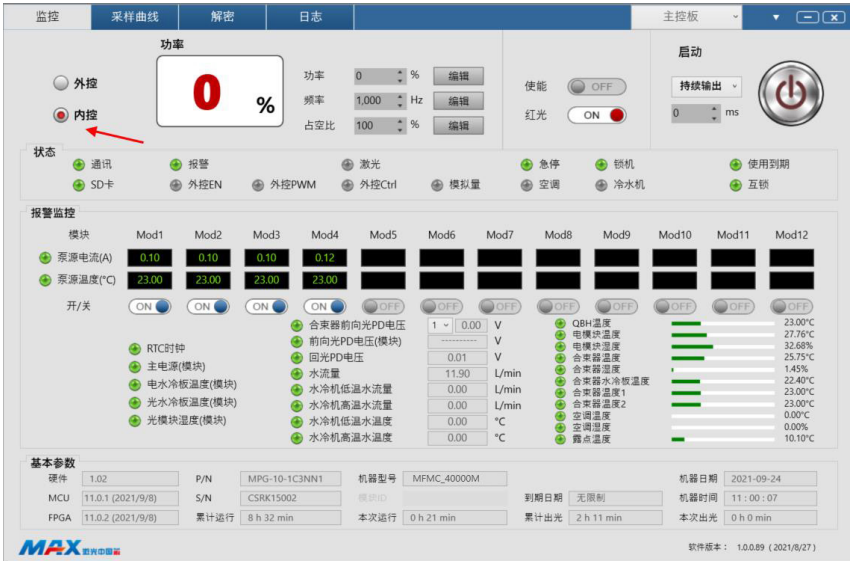 监控 采样曲线 解密 日志 主控板
功率 启动
外控 0 % 功率 0 % 编辑 使能 OFF 持续输出
频率 1,000 Hz 编辑
内控 占空比 100 % 编辑 红光 ON 0 ms
状态
通讯 报警 激光 急停 锁机 使用到期
SD卡 外控EN 外控PWM 外控Ctrl 模拟量 空调 冷水机 互锁
报警监控
模块 Mod1 Mod2 Mod3 Mod4 Mod5 Mod6 Mod7 Mod8 Mod9 Mod10 Mod11 Mod12
泵源电流(A) 0.10 0.10 0.10 0.12
泵源温度(°C) 23.00 23.00 23.00 23.00
开/关 ON ON ON ON OFF OFF OFF OFF OFF OFF OFF OFF
RTC时钟
主电源(模块)
电水冷板温度(模块)
光水冷板温度(模块)
光模块湿度(模块)
合束器前向光PD电压 1 0.00 V
前向光PD电压(模块) ---------- V
回光PD电压 0.01 V
水流量 11.90 L/min
水冷机低温水流量 0.00 L/min
水冷机高温水流量 0.00 L/min
水冷机低温水温度 0.00 °C
水冷机高温水温度 0.00 °C
QBH温度 23.00°C
电模块温度 27.76°C
电模块湿度 32.68%
合束器温度 25.75°C
合束器湿度 1.45%
合束器水冷板温度 22.40°C
合束器温度1 23.00°C
合束器温度2 23.00°C
空调温度 0.00°C
空调湿度 0.00%
露点温度 10.10°C
基本参数
硬件 1.02 P/N MPG-10-1C3NN1 机器型号 MFMC_40000M 机器日期 2021-09-24
MCU 11.0.1 (2021/9/8) S/N CSRK15002 模块ID 到期日期 无限制 机器时间 11:00:07
FPGA 11.0.2 (2021/9/8) 累计运行 8 h 32 min 本次运行 0 h 21 min 累计出光 2 h 11 min 本次出光 0 h 0 min
MAX 激光中国芯 软件版本: 1.0.0.89 (2021/8/27)